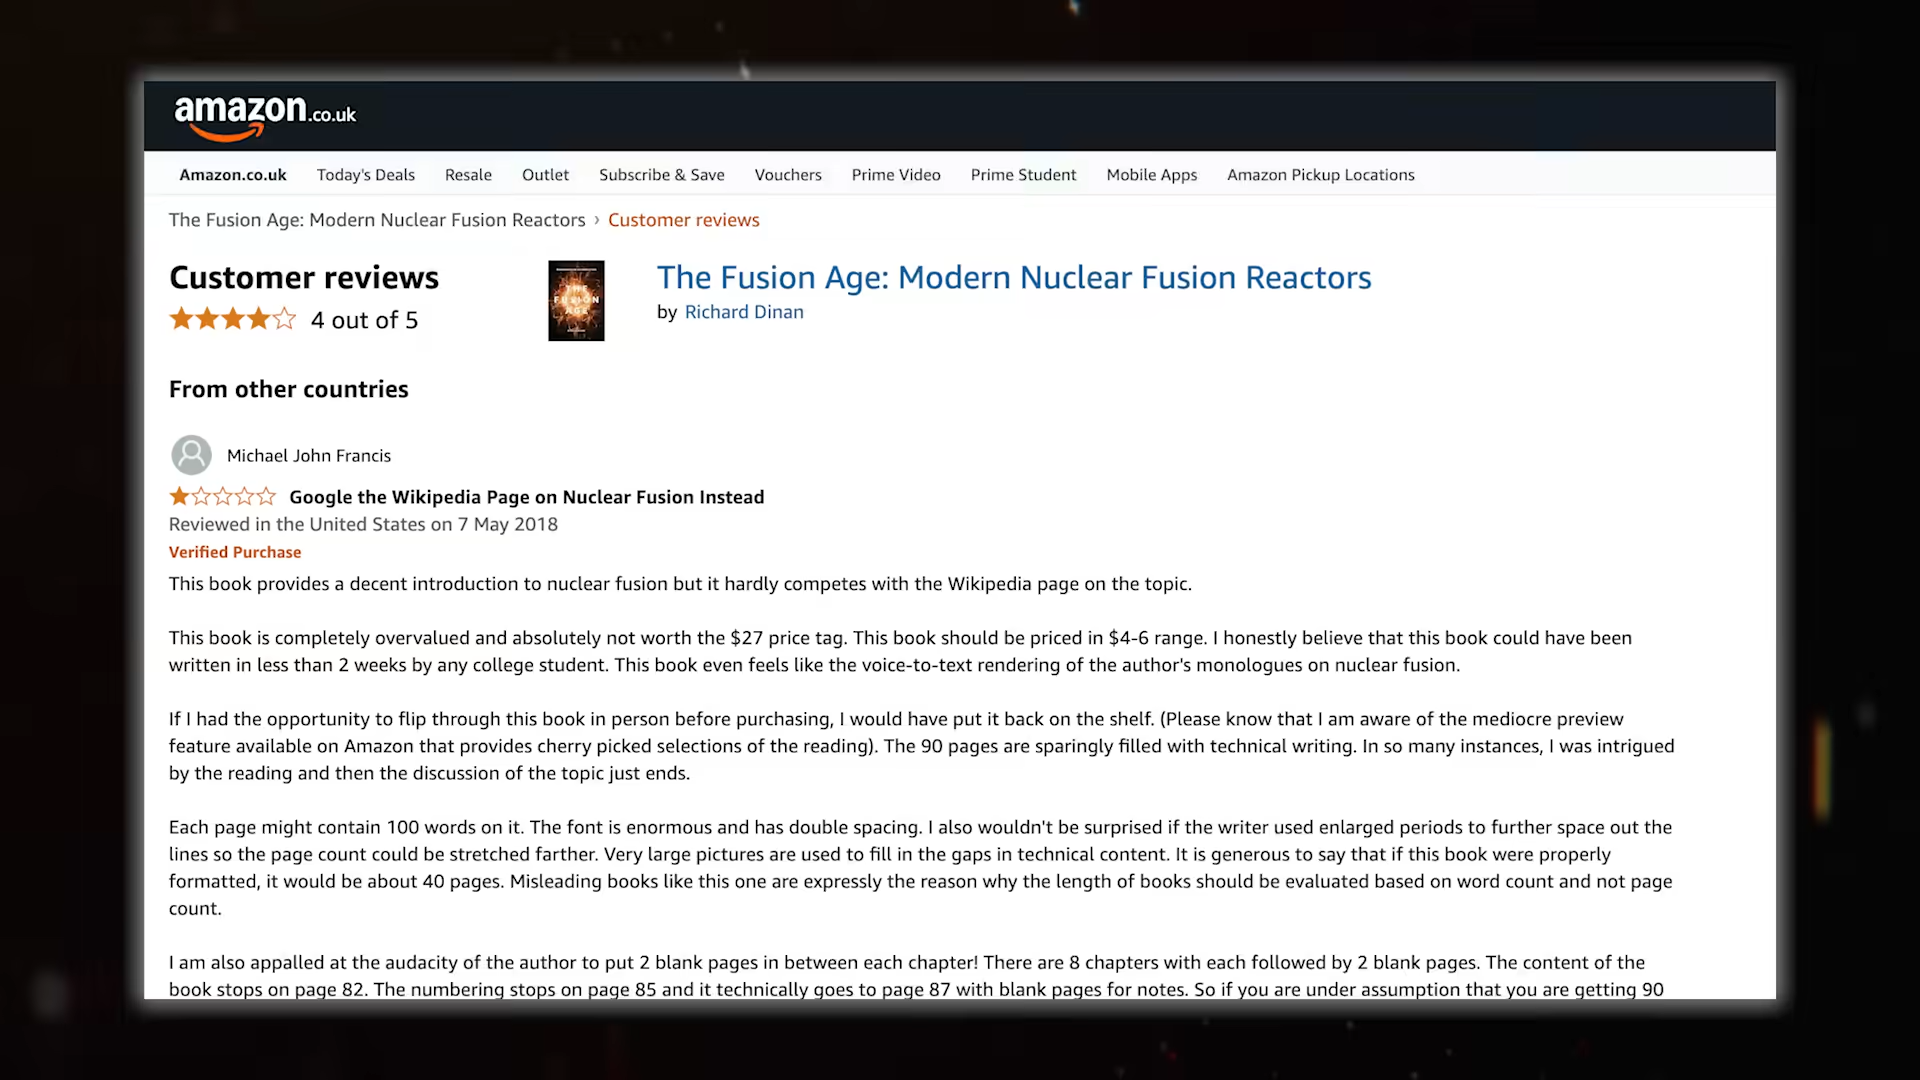 amazon.co.uk
Amazon.co.uk Today's Deals Resale Outlet Subscribe & Save Vouchers Prime Video Prime Student Mobile Apps Amazon Pickup Locations
The Fusion Age: Modern Nuclear Fusion Reactors › Customer reviews
Customer reviews
4 out of 5
THE
FUSION
AGE
The Fusion Age: Modern Nuclear Fusion Reactors
by Richard Dinan
From other countries
Michael John Francis
Google the Wikipedia Page on Nuclear Fusion Instead
Reviewed in the United States on 7 May 2018
Verified Purchase
This book provides a decent introduction to nuclear fusion but it hardly competes with the Wikipedia page on the topic.
This book is completely overvalued and absolutely not worth the $27 price tag. This book should be priced in $4-6 range. I honestly believe that this book could have been
written in less than 2 weeks by any college student. This book even feels like the voice-to-text rendering of the author's monologues on nuclear fusion.
If I had the opportunity to flip through this book in person before purchasing, I would have put it back on the shelf. (Please know that I am aware of the mediocre preview
feature available on Amazon that provides cherry picked selections of the reading). The 90 pages are sparingly filled with technical writing. In so many instances, I was intrigued
by the reading and then the discussion of the topic just ends.
Each page might contain 100 words on it. The font is enormous and has double spacing. I also wouldn't be surprised if the writer used enlarged periods to further space out the
lines so the page count could be stretched farther. Very large pictures are used to fill in the gaps in technical content. It is generous to say that if this book were properly
formatted, it would be about 40 pages. Misleading books like this one are expressly the reason why the length of books should be evaluated based on word count and not page
count.
I am also appalled at the audacity of the author to put 2 blank pages in between each chapter! There are 8 chapters with each followed by 2 blank pages. The content of the
book stops on page 82. The numbering stops on page 85 and it technically goes to page 87 with blank pages for notes. So if you are under assumption that you are getting 90